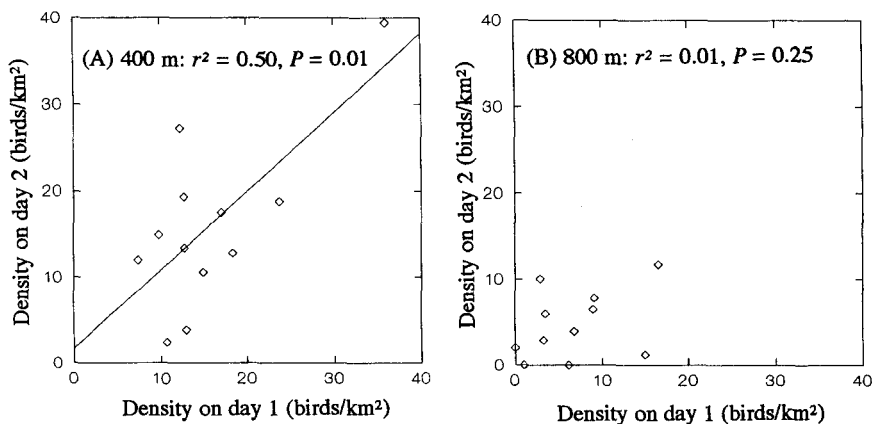 (A) 400 m: r² = 0.50, P = 0.01
Density on day 2 (birds/km²)
40
30
20
10
0
0 10 20 30 40
Density on day 1 (birds/km²)
(B) 800 m: r² = 0.01, P = 0.25
Density on day 2 (birds/km²)
40
30
20
10
0
0 10 20 30 40
Density on day 1 (birds/km²)